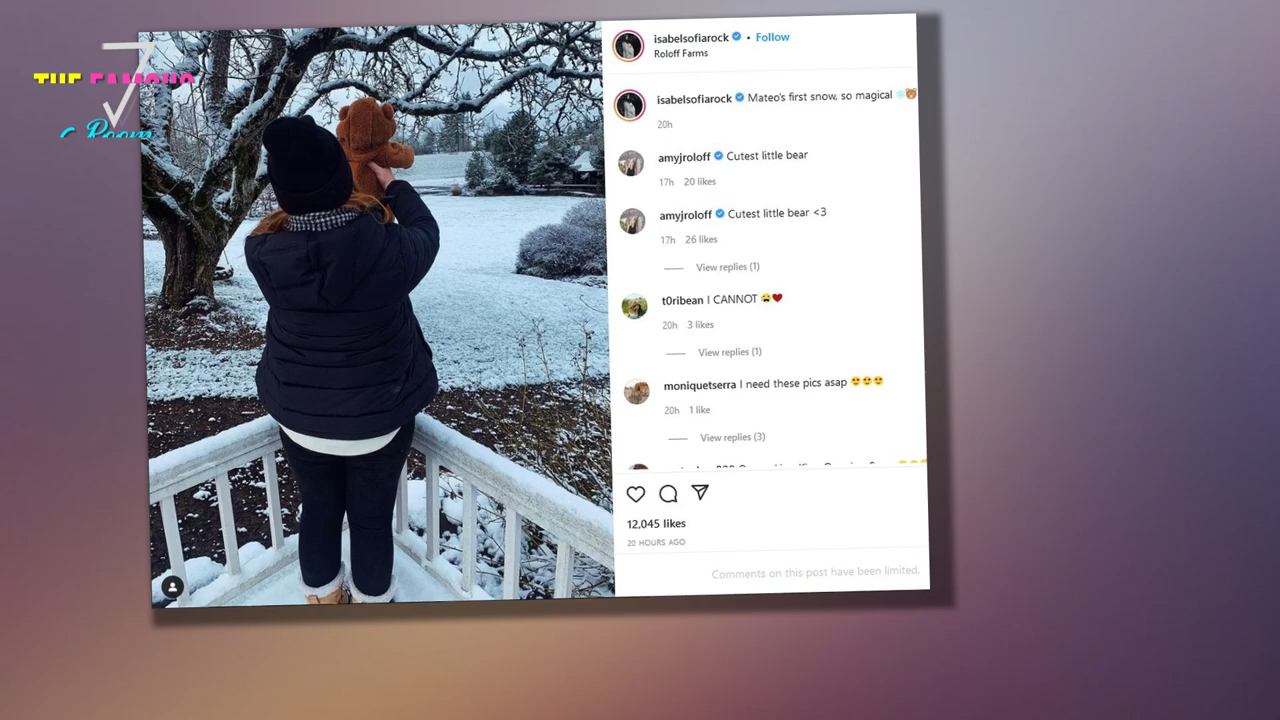 THE FAMOUS
Room
isabelsofiarock • Follow
Roloff Farms
isabelsofiarock Mateo's first snow, so magical
20h
amyjroloff Cutest little bear
17h 20 likes
amyjroloff Cutest little bear <3
17h 26 likes
View replies (1)
t0ribean I CANNOT 😩♥
20h 3 likes
View replies (1)
moniquetserra I need these pics asap 😍😍😍
20h 1 like
View replies (3)
12,045 likes
20 HOURS AGO
Comments on this post have been limited.